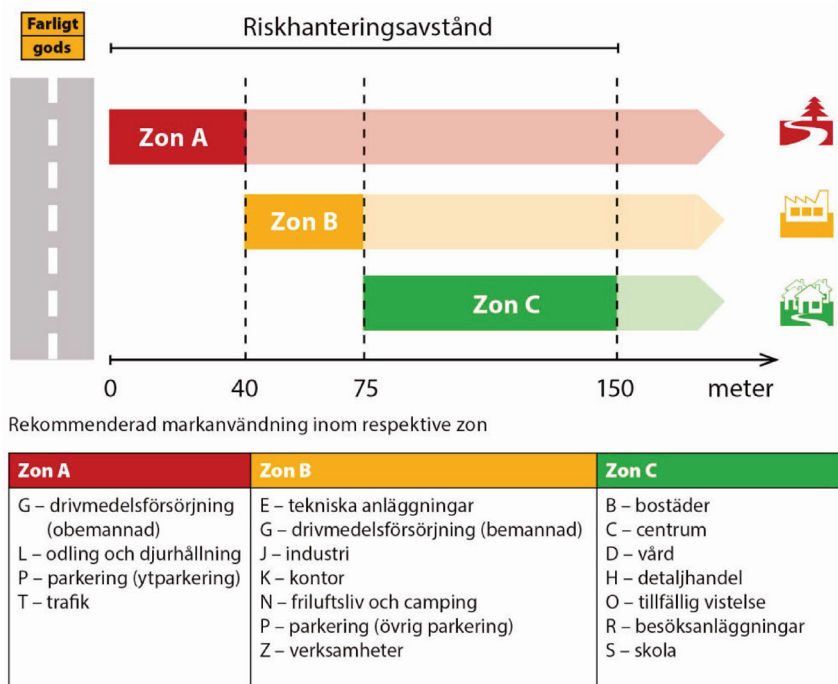 Farligt
gods
Riskhanteringsavstånd
Zon A
Zon B
Zon C
0 40 75 150 meter
Rekommenderad markanvändning inom respektive zon
Zon A
G – drivmedelsförsörjning
(obemannad)
L – odling och djurhållning
P – parkering (ytparkering)
T – trafik
Zon B
E – tekniska anläggningar
G – drivmedelsförsörjning (bemannad)
J – industri
K – kontor
N – friluftsliv och camping
P – parkering (övrig parkering)
Z – verksamheter
Zon C
B – bostäder
C – centrum
D – vård
H – detaljhandel
O – tillfällig vistelse
R – besöksanläggningar
S – skola